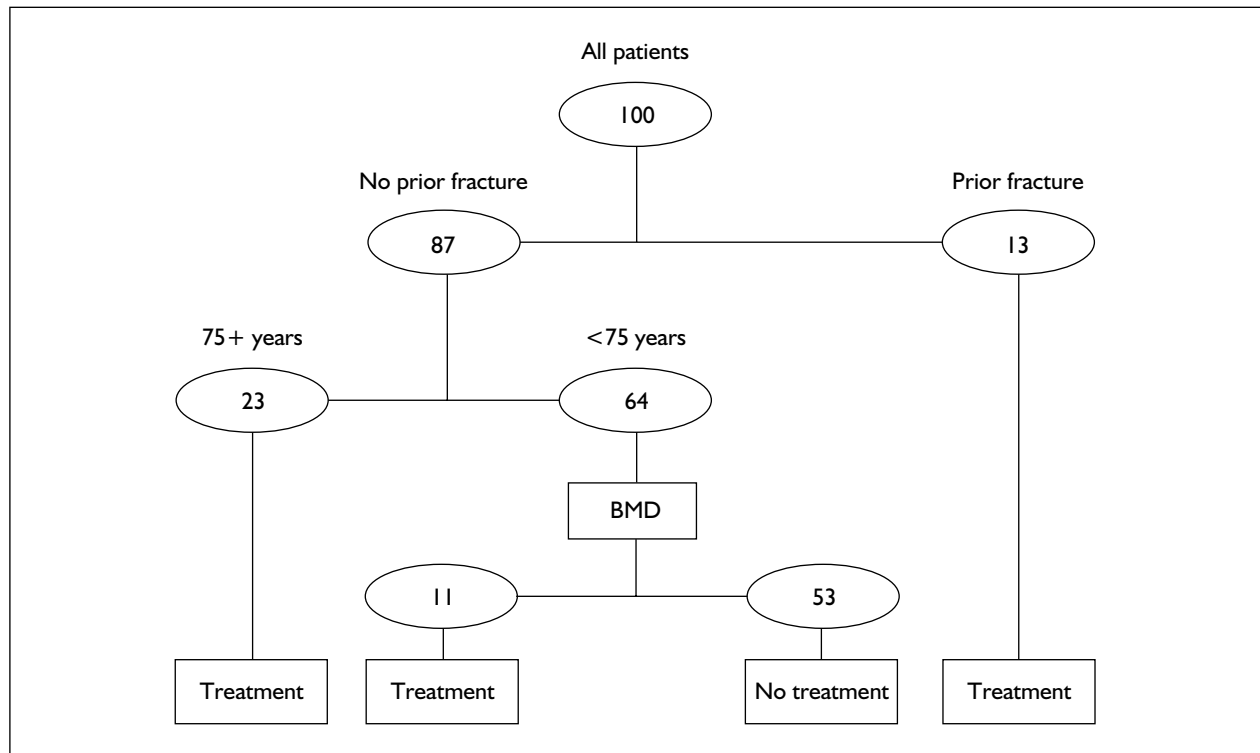 All patients
100
No prior fracture
Prior fracture
87
13
75+ years
<75 years
23
64
BMD
11
53
Treatment
Treatment
No treatment
Treatment